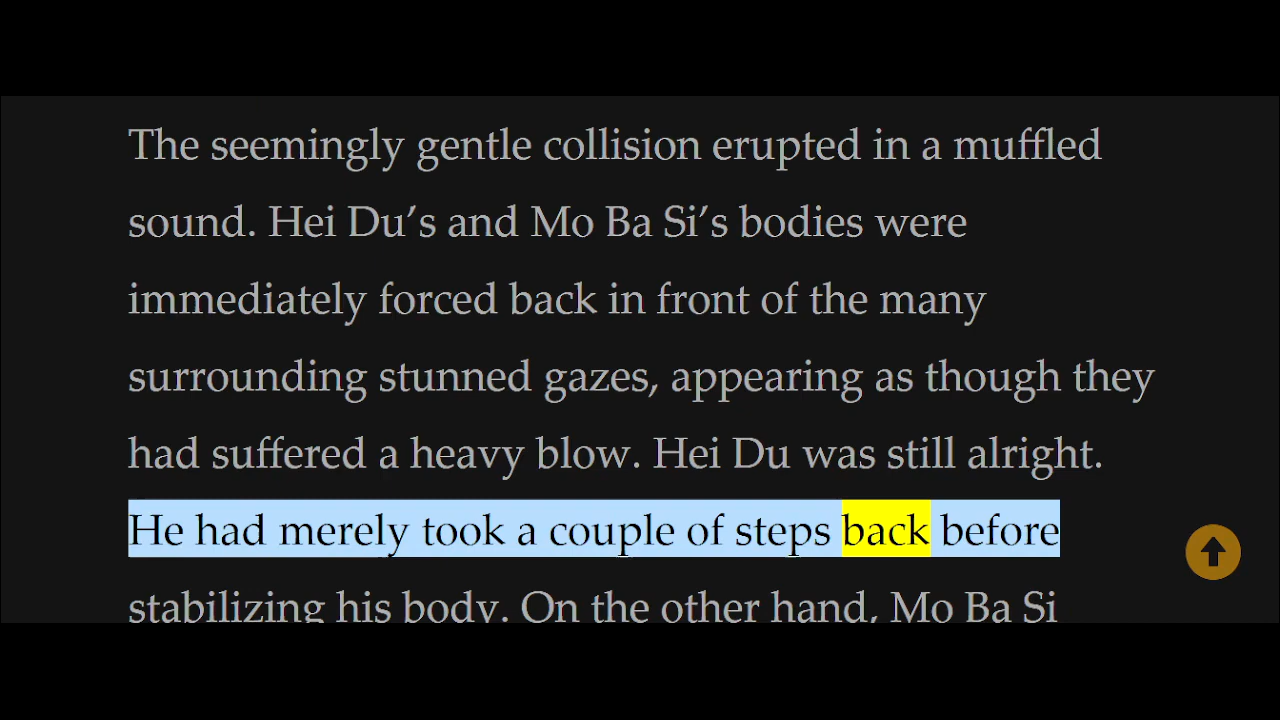 The seemingly gentle collision erupted in a muffled
sound. Hei Du’s and Mo Ba Si’s bodies were
immediately forced back in front of the many
surrounding stunned gazes, appearing as though they
had suffered a heavy blow. Hei Du was still alright.
He had merely took a couple of steps back before
stabilizing his body. On the other hand, Mo Ba Si